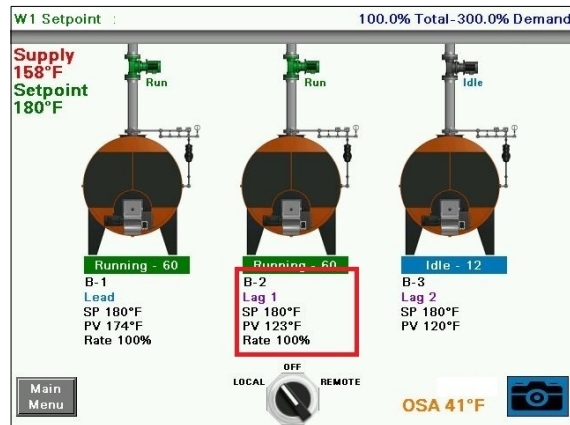 W1 Setpoint : 100.0% Total-300.0% Demand
Supply
158°F
Setpoint
180°F
Run
Run
Idle
Running - 60
Running - 60
Idle - 12
B-1
Lead
SP 180°F
PV 174°F
Rate 100%
B-2
Lag 1
SP 180°F
PV 123°F
Rate 100%
B-3
Lag 2
SP 180°F
PV 120°F
OFF
LOCAL
REMOTE
Main
Menu
OSA 41°F